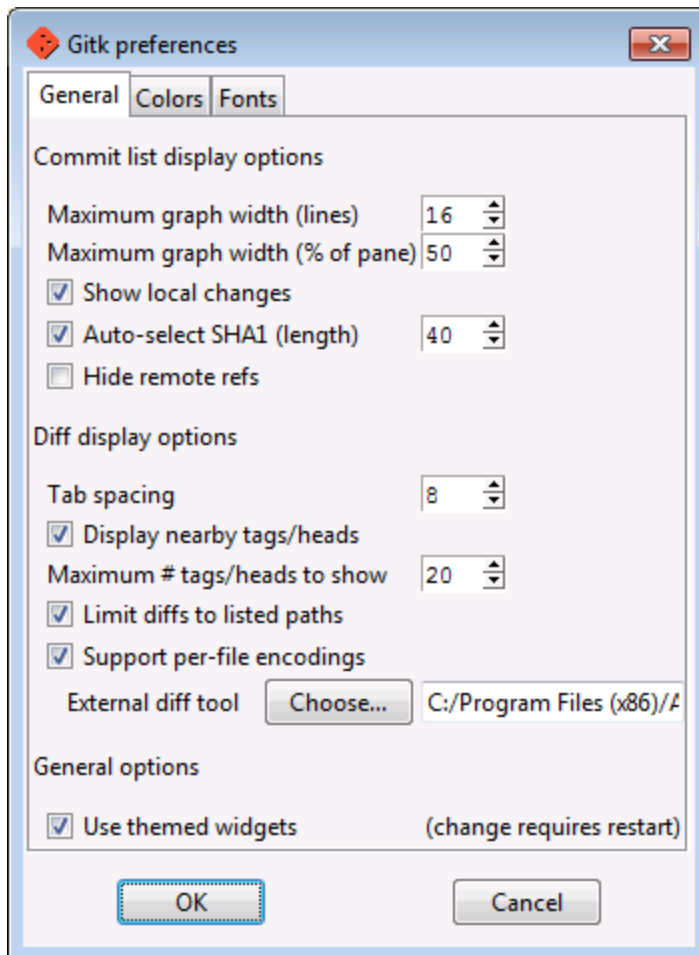 Gitk preferences
General Colors Fonts
Commit list display options
Maximum graph width (lines) 16
Maximum graph width (% of pane) 50
Show local changes
Auto-select SHA1 (length) 40
Hide remote refs
Diff display options
Tab spacing 8
Display nearby tags/heads
Maximum # tags/heads to show 20
Limit diffs to listed paths
Support per-file encodings
External diff tool Choose... C:/Program Files (x86)/A
General options
Use themed widgets (change requires restart)
OK Cancel